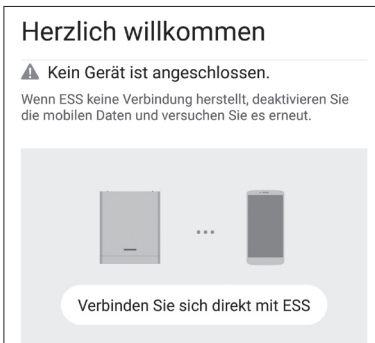 Herzlich willkommen
Kein Gerät ist angeschlossen.
Wenn ESS keine Verbindung herstellt, deaktivieren Sie
die mobilen Daten und versuchen Sie es erneut.
Verbinden Sie sich direkt mit ESS